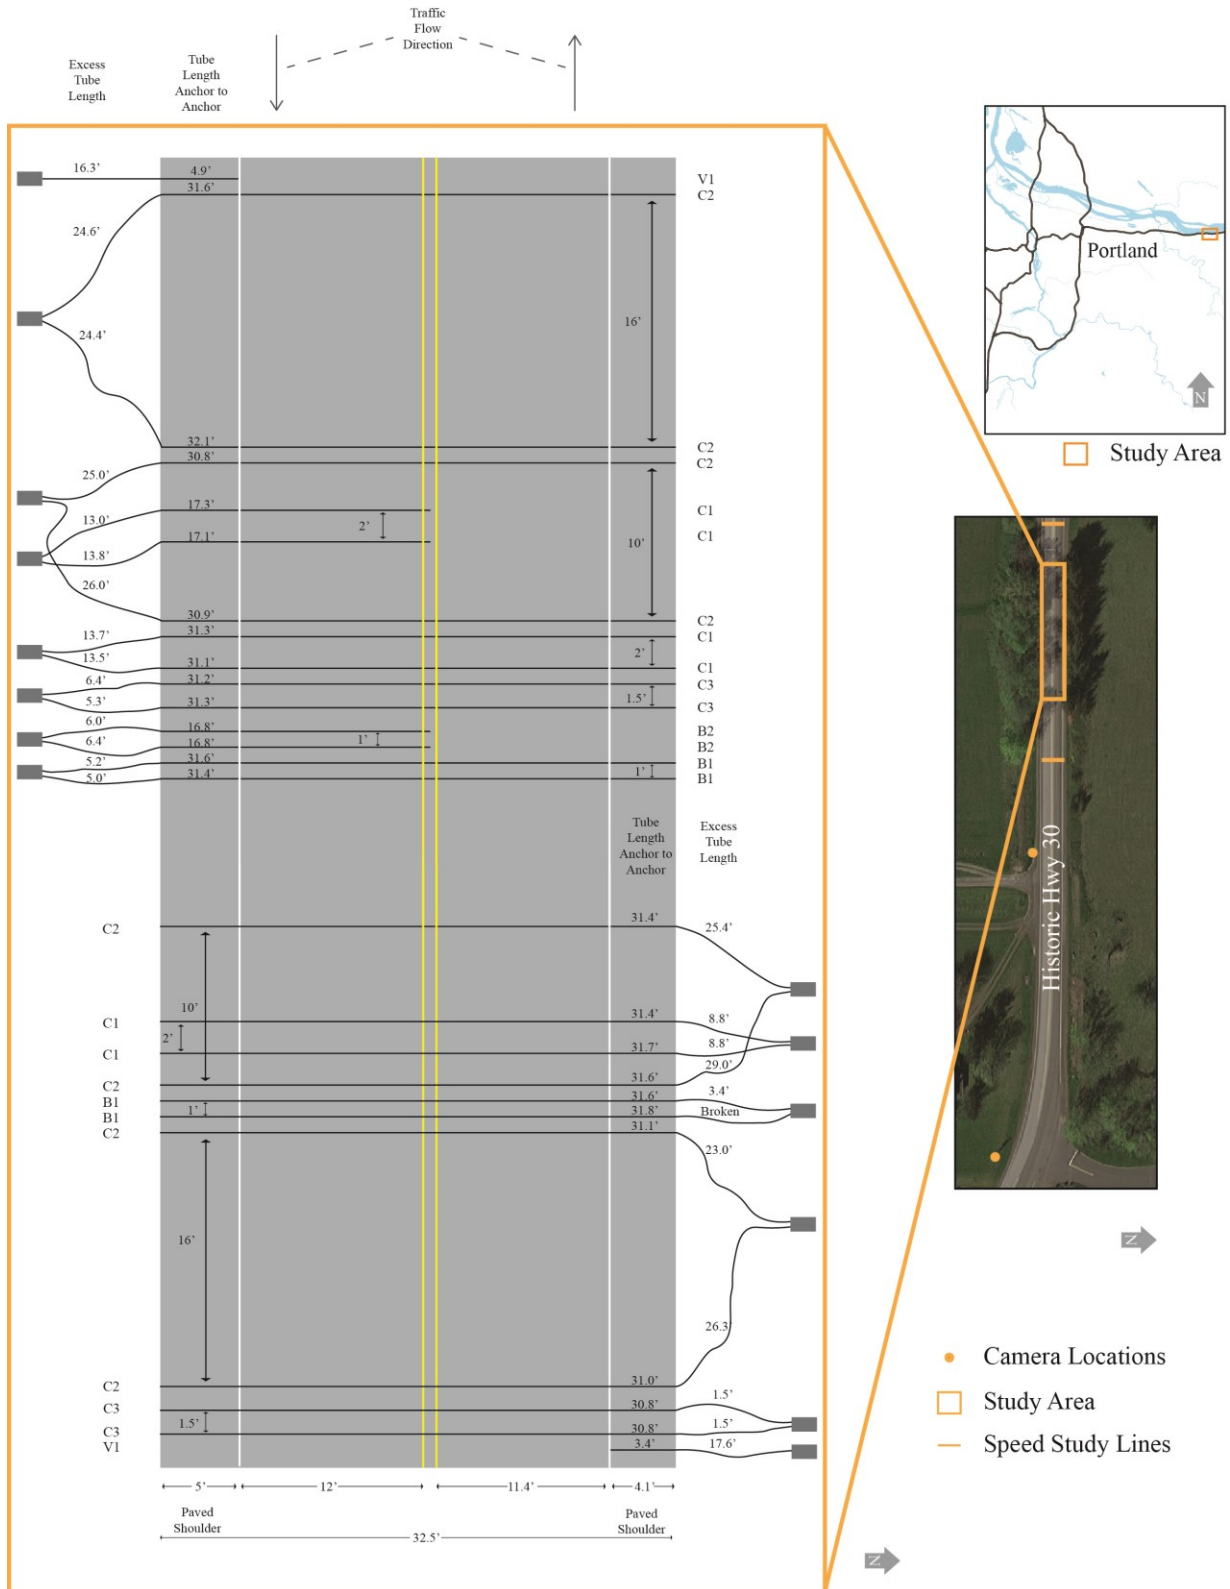 Traffic
Flow
Direction
Excess
Tube
Length
Tube
Length
Anchor to
Anchor
16.3’
4.9’
V1
31.6’
C2
24.6’
16’
24.4’
32.1’
C2
30.8’
C2
25.0’
17.3’
C1
13.0’
2’
10’
17.1’
C1
13.8’
26.0’
30.9’
C2
31.3’
C1
13.7’
2’
13.5’
31.1’
C1
6.4’
31.2’
C3
1.5’
5.3’
31.3’
C3
6.0’
16.8’
B2
1’
6.4’
16.8’
B2
5.2’
31.6’
B1
1’
5.0’
31.4’
B1
Tube
Length
Anchor to
Anchor
Excess
Tube
Length
C2
31.4’
25.4’
10’
C1
31.4’
8.8’
2’
C1
31.7’
8.8’
29.0’
C2
31.6’
B1
31.6’
3.4’
1’
B1
31.8’
Broken
C2
31.1’
23.0’
16’
26.3’
C2
31.0’
C3
30.8’
1.5’
1.5’
C3
30.8’
1.5’
V1
3.4’
17.6’
5’
12’
11.4’
4.1’
Paved
Shoulder
Paved
Shoulder
32.5’
N
Portland
N
Study Area
Historic Hwy 30
N
Camera Locations
Study Area
Speed Study Lines